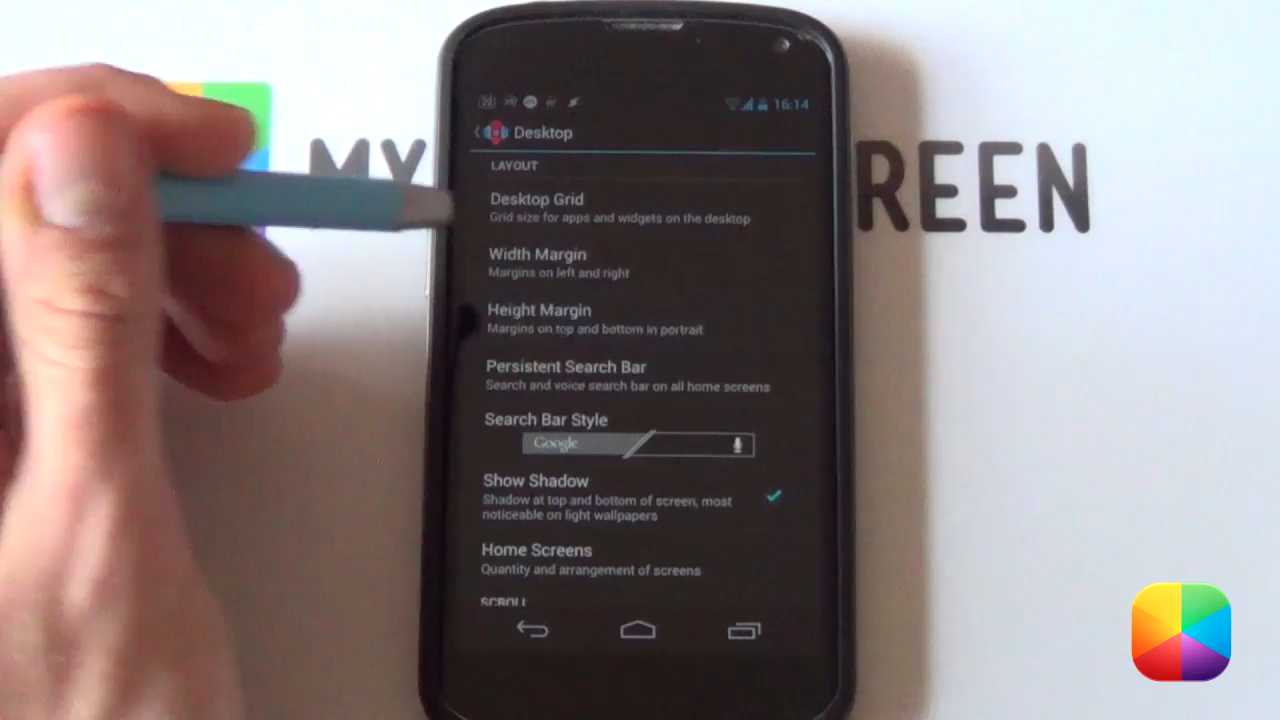 16:14
Desktop
MY
REEN
LAYOUT
Desktop Grid
Grid size for apps and widgets on the desktop
Width Margin
Margins on left and right
Height Margin
Margins on top and bottom in portrait
Persistent Search Bar
Search and voice search bar on all home screens
Search Bar Style
Google
Show Shadow
Shadow at top and bottom of screen, most
noticeable on light wallpapers
Home Screens
Quantity and arrangement of screens
SCROLL